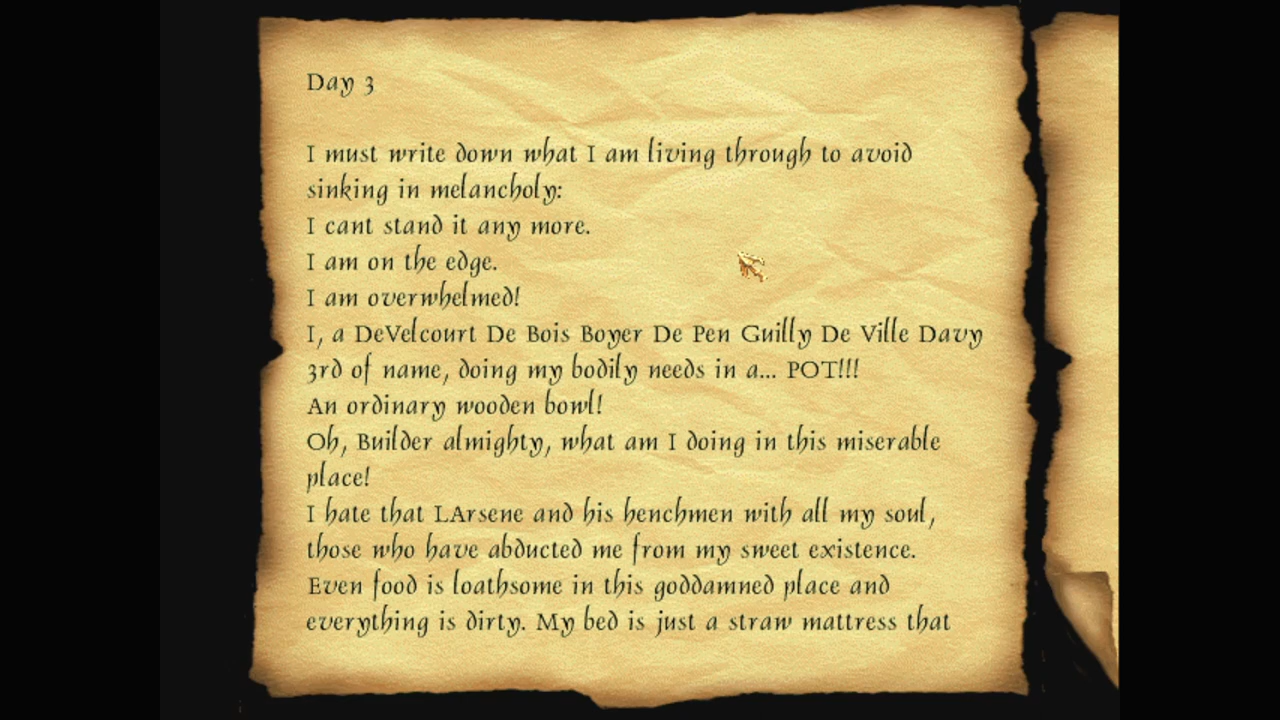 Day 3
I must write down what I am living through to avoid
sinking in melancholy:
I cant stand it any more.
I am on the edge.
I am overwhelmed!
I, a DeVelcourt De Bois Boyer De Pen Guilly De Ville Davy
3rd of name, doing my bodily needs in a... POT!!!
An ordinary wooden bowl!
Oh, Builder almighty, what am I doing in this miserable
place!
I hate that LArsene and his henchmen with all my soul,
those who have abducted me from my sweet existence.
Even food is loathsome in this goddamned place and
everything is dirty. My bed is just a straw mattress that